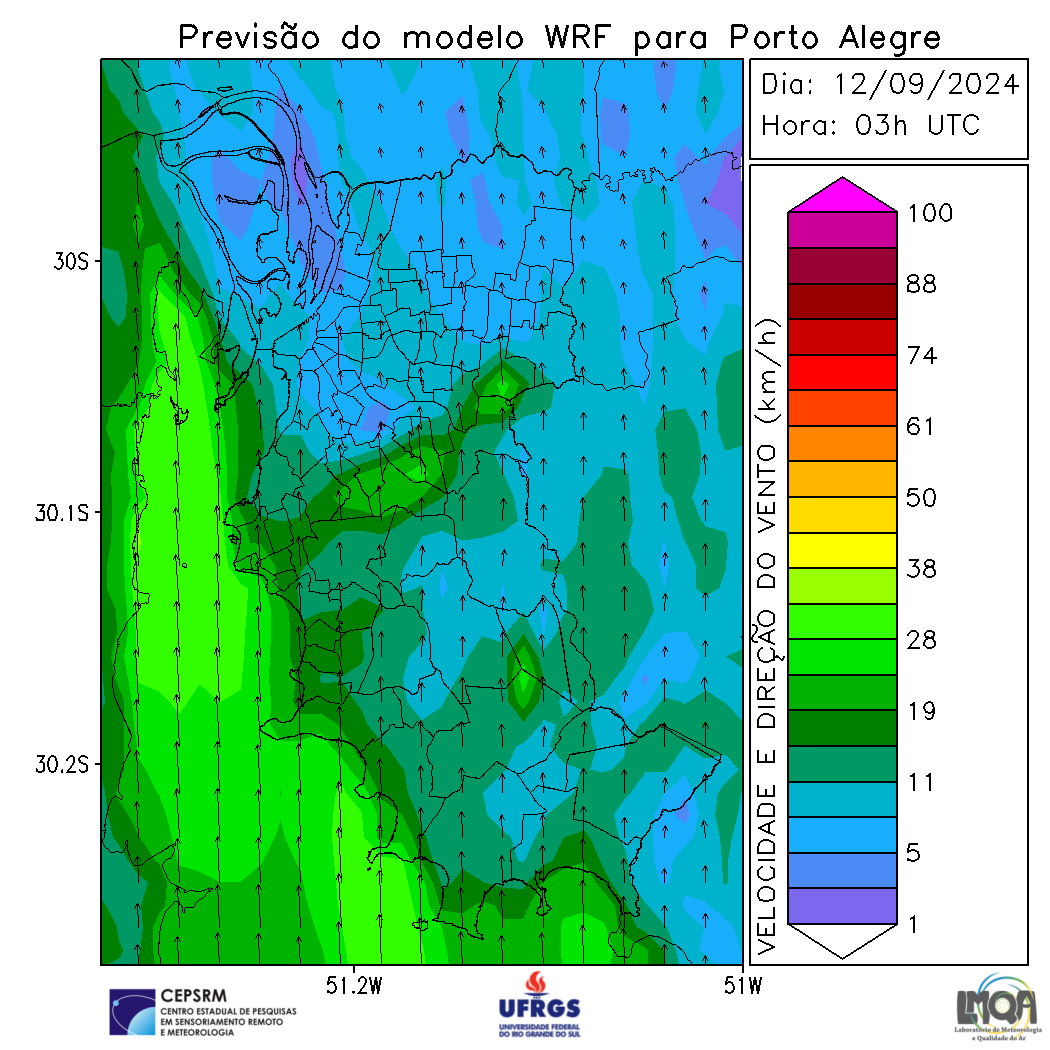 Previsão do modelo WRF para Porto Alegre
Dia: 12/09/2024
Hora: 03h UTC
30S
30.1S
30.2S
51.2W
51W
VELOCIDADE E DIREÇÃO DO VENTO (km/h)
100
88
74
61
50
38
28
19
11
5
1
CEPSRM
CENTRO ESTADUAL DE PESQUISAS
EM SENSORIAMENTO REMOTO
E METEOROLOGIA
UFRGS
UNIVERSIDADE FEDERAL
DO RIO GRANDE DO SUL
LMQA
Laboratório de Meteorologia
e Qualidade do Ar